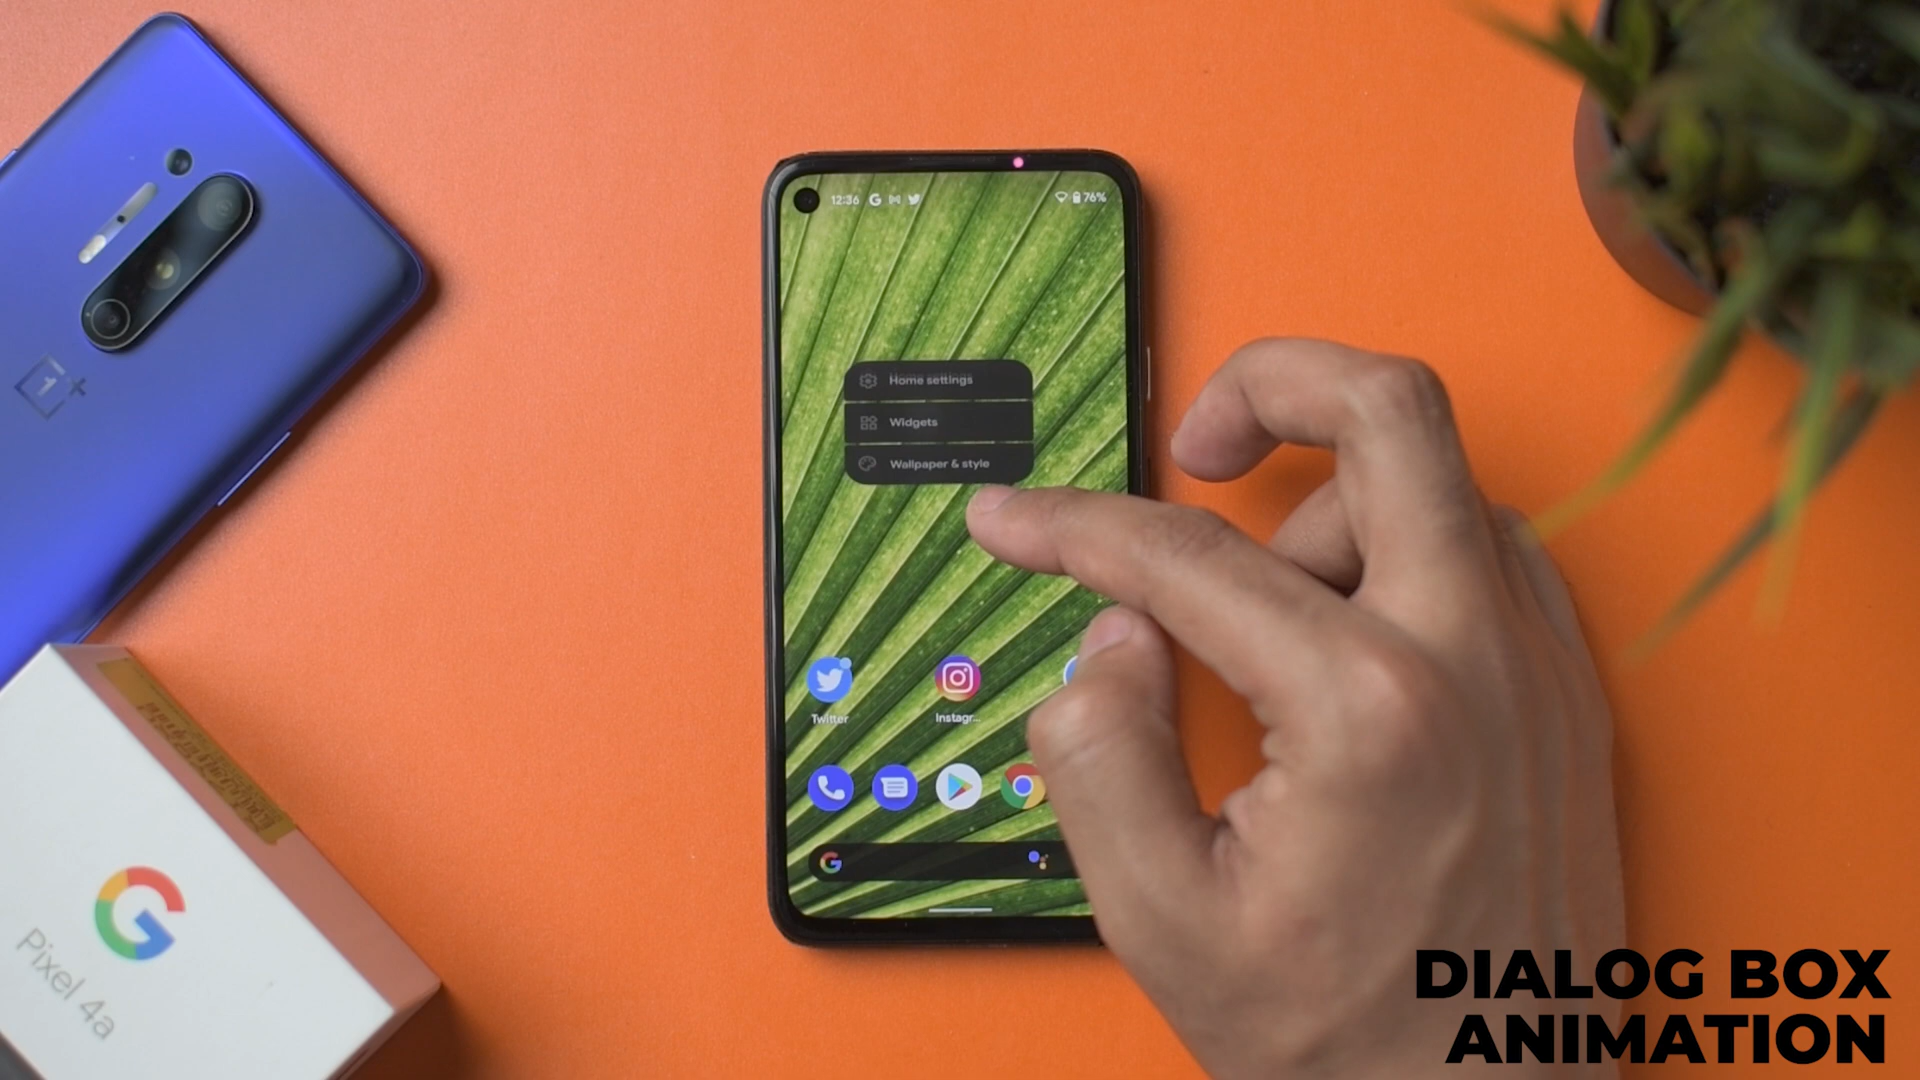 12:36
76%
Home settings
Widgets
Wallpaper & style
Twitter
Instagr...
Pixel 4a
DIALOG BOX
ANIMATION